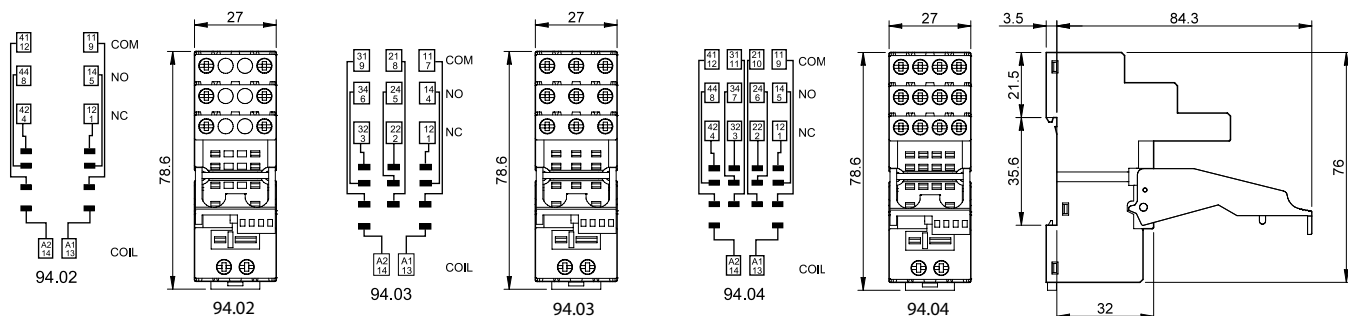 27
27
27
3.5
84.3
41 11
12 9
COM
44 14
8 5
NO
42 12
4 1
NC
A2 A1
14 13
COIL
94.02
78.6
94.02
31 21 11
9 8 7
COM
34 24 14
6 5 4
NO
32 22 12
3 2 1
NC
A2 A1
14 13
COIL
94.03
78.6
94.03
41 31 21 11
12 11 10 9
COM
44 34 24 14
8 7 6 5
NO
42 32 22 12
4 3 2 1
NC
A2 A1
14 13
COIL
94.04
78.6
94.04
21.5
35.6
76
32